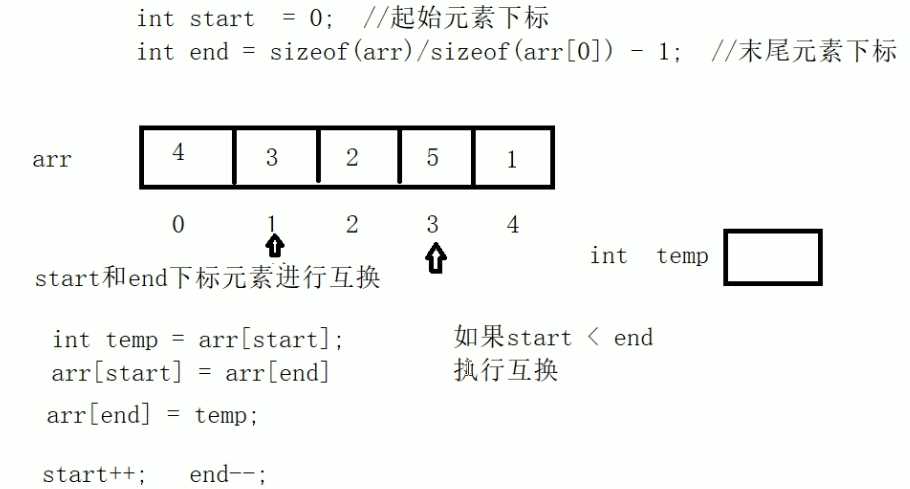 int start  = 0;  //起始元素下标
int end = sizeof(arr)/sizeof(arr[0]) - 1;  //末尾元素下标
arr 4 3 2 5 1
0 1 2 3 4
int  temp
start和end下标元素进行互换
int temp = arr[start]; 如果start < end
arr[start] = arr[end] 执行互换
arr[end] = temp;
start++;   end--;